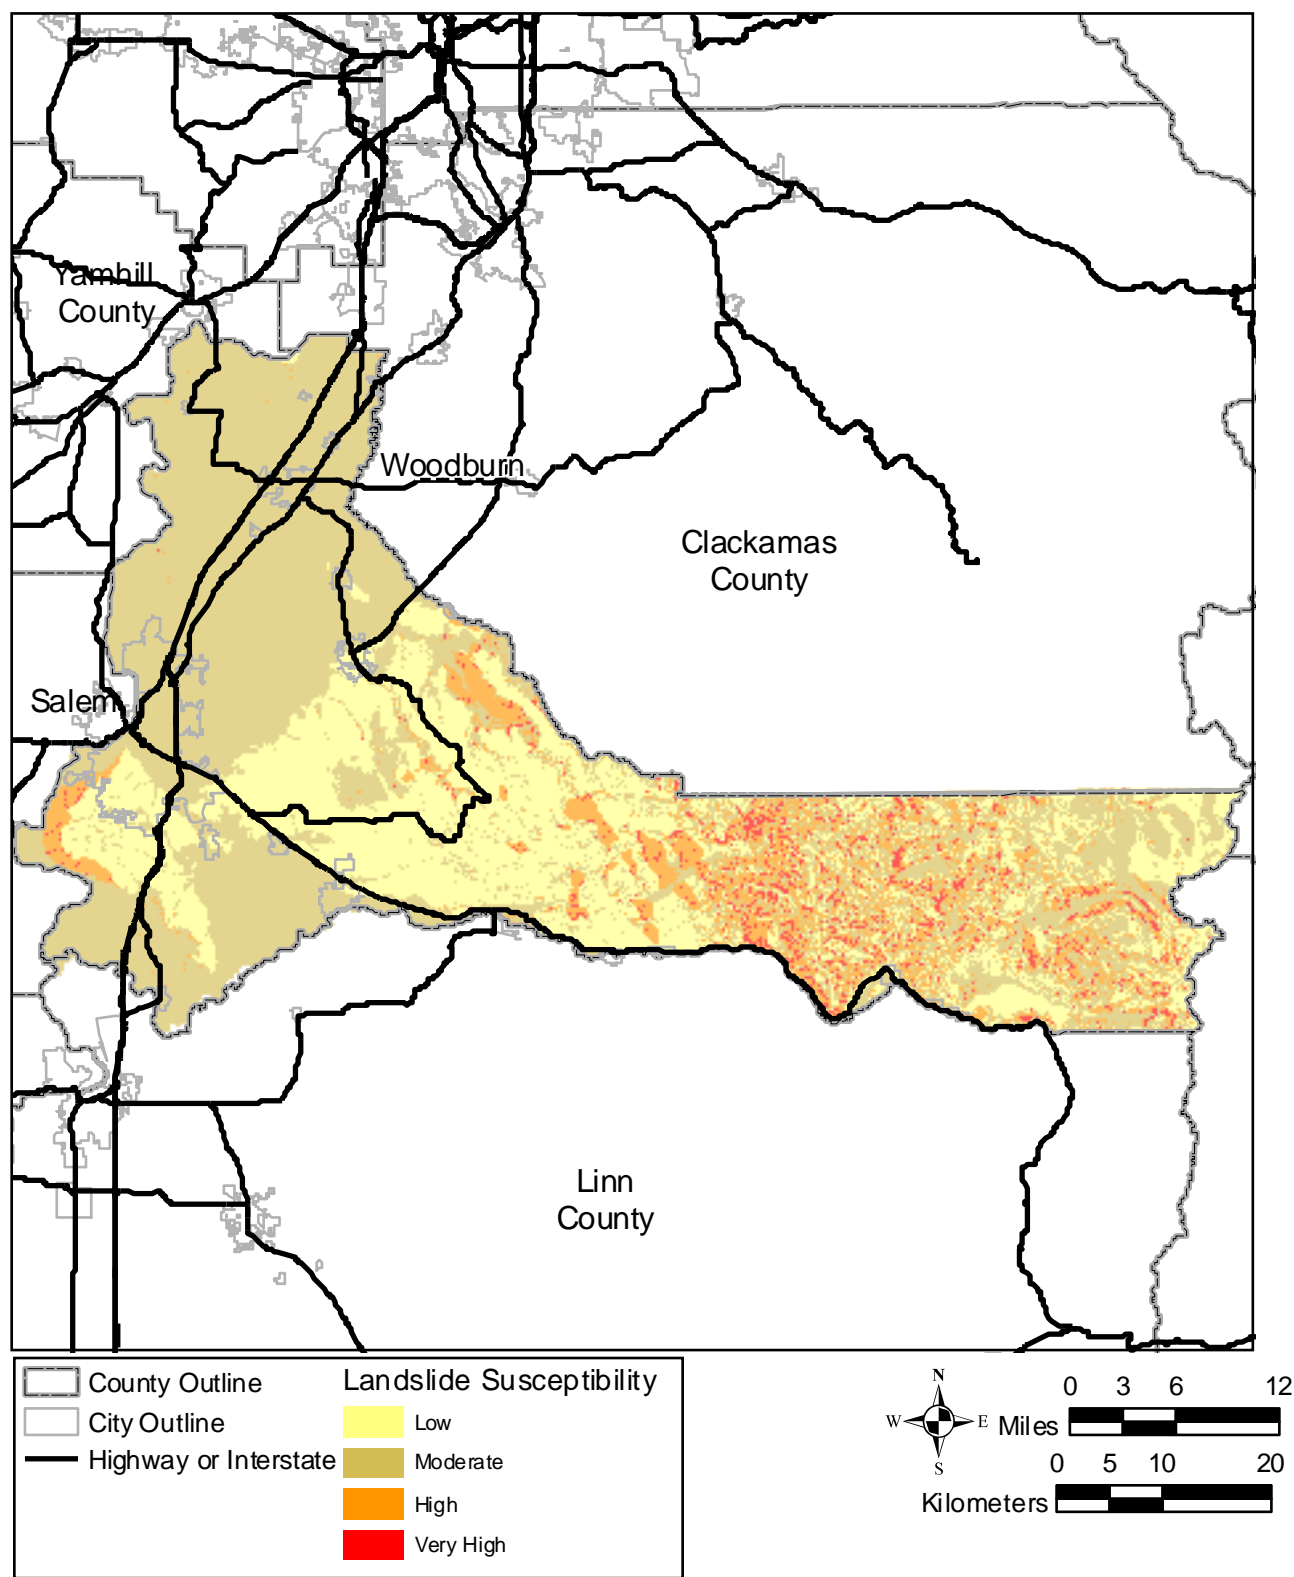 Yamhill
County
Woodburn
Clackamas
County
Salem
Linn
County
County Outline
City Outline
Highway or Interstate
Landslide Susceptibility
Low
Moderate
High
Very High
N
W
E
S
0 3 6 12
Miles
0 5 10 20
Kilometers